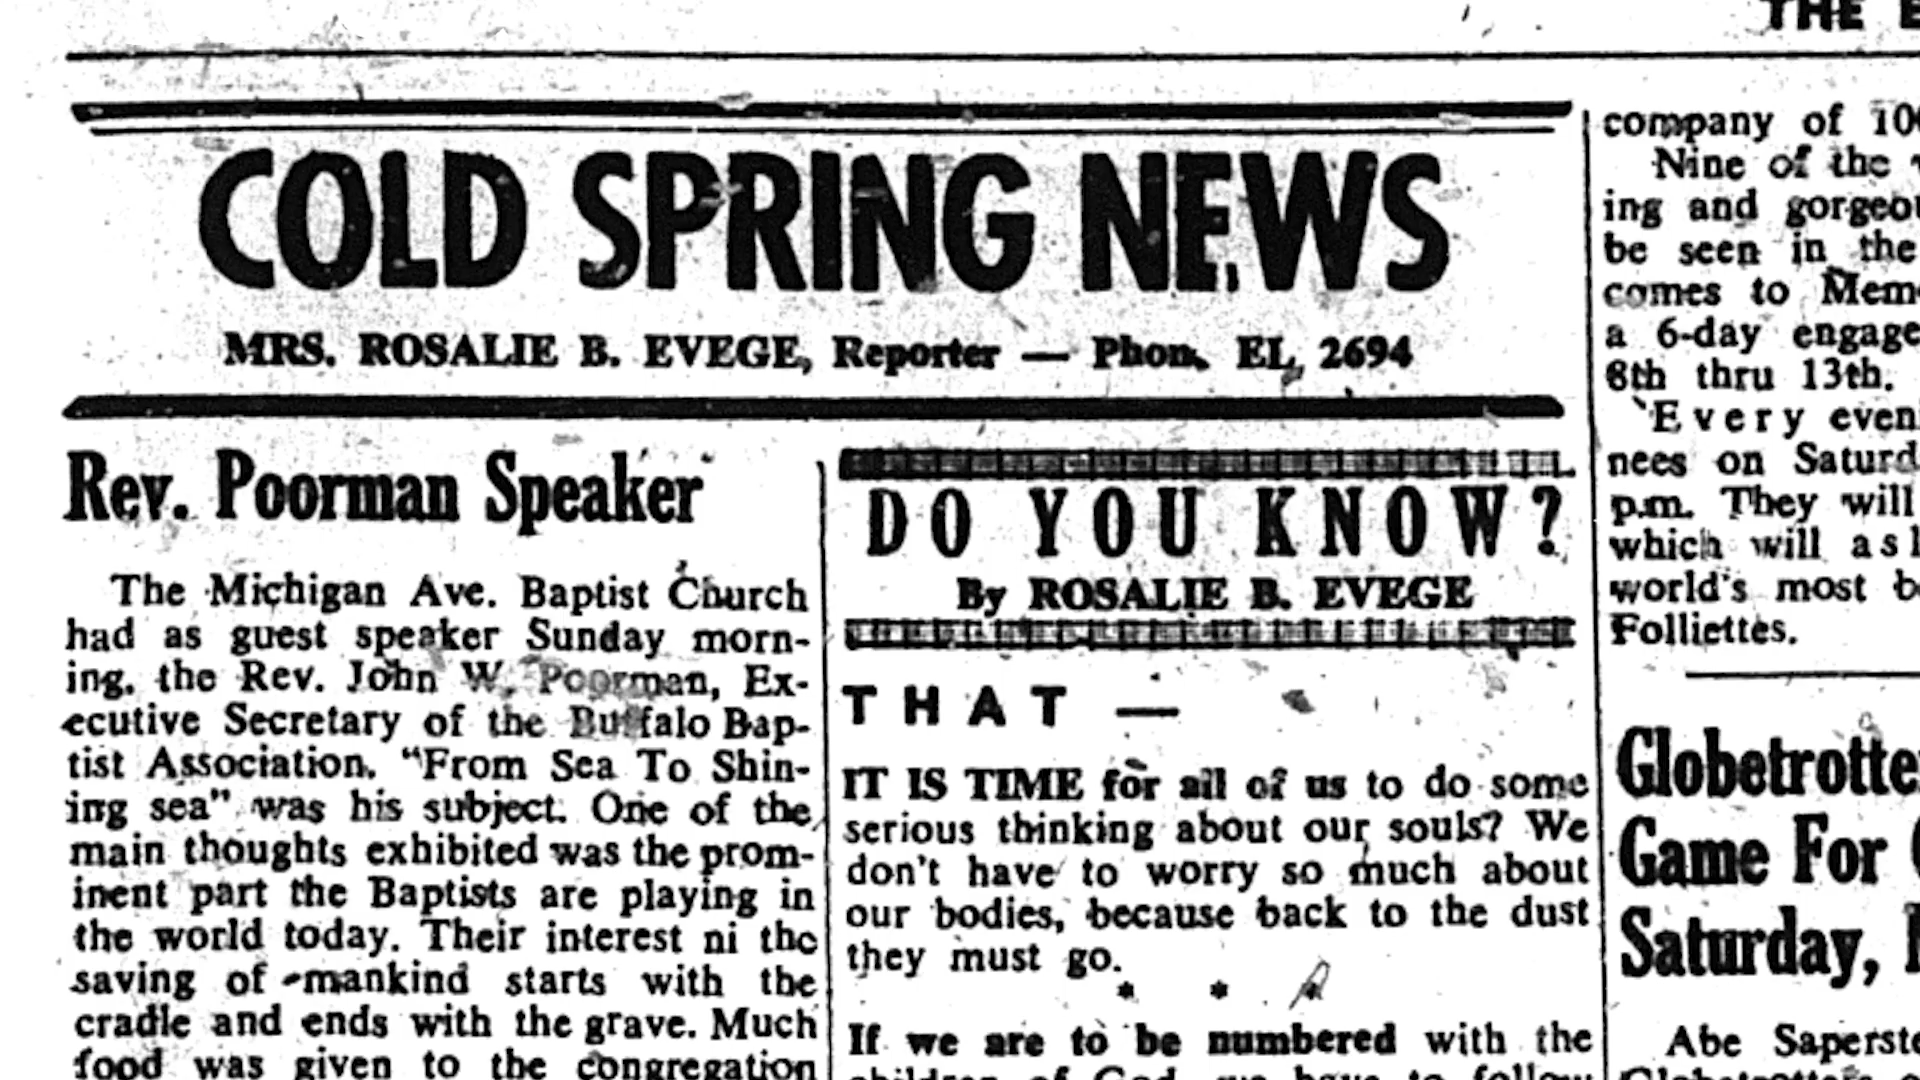 THE
COLD SPRING NEWS
MRS. ROSALIE B. EVEGE, Reporter — Phon. EL, 2694
Rev. Poorman Speaker
The Michigan Ave. Baptist Church
had as guest speaker Sunday morn-
ing, the Rev. John W. Poorman, Ex-
ecutive Secretary of the Buffalo Bap-
tist Association. "From Sea To Shin-
ing sea" was his subject. One of the
main thoughts exhibited was the prom-
inent part the Baptists are playing in
the world today. Their interest ni the
saving of mankind starts with the
cradle and ends with the grave. Much
food was given to the congregation
DO YOU KNOW?
By ROSALIE B. EVEGE
THAT —
IT IS TIME for all of us to do some
serious thinking about our souls? We
don't have to worry so much about
our bodies, because back to the dust
they must go.
* * *
If we are to be numbered with the
children of God, we have to follow
company of
Nine of the
ing and
be seen in the
comes to
a 6-day
8th thru 13th.
Every
nees on
p.m. They will
which will
world's most
Folliettes.
Game For
Saturday,
Abe